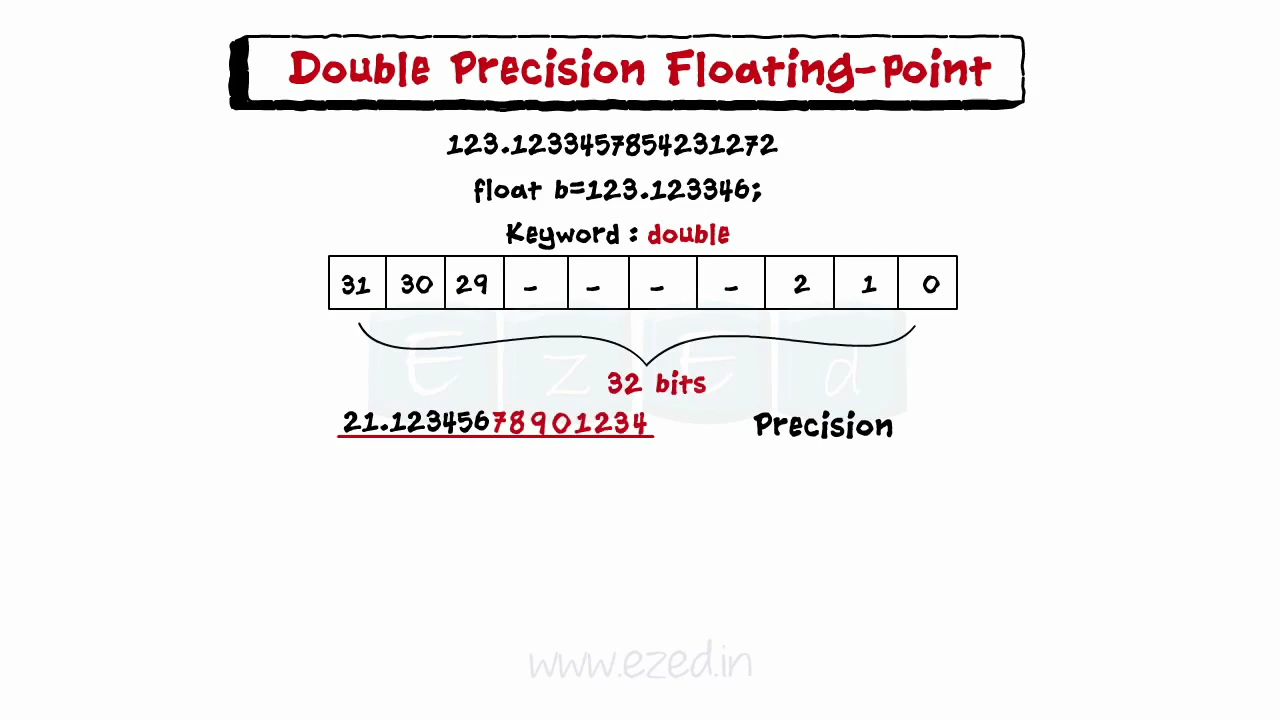 Double Precision Floating-point
123.1233457854231272
float b=123.123346;
Keyword : double
31 30 29 - - - - 2 1 0
EzEd
32 bits
21.12345678901234 Precision
www.ezed.in